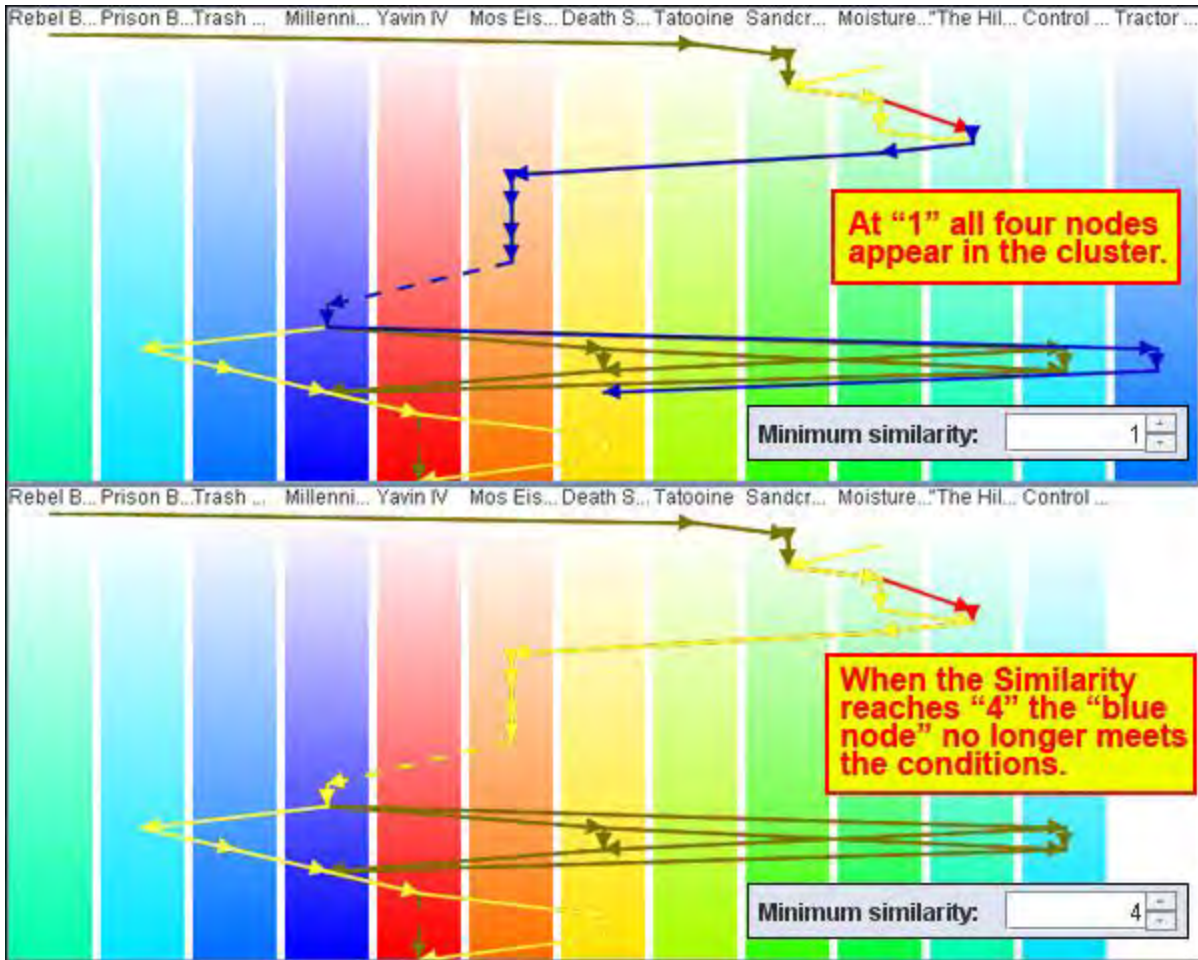 Rebel B... Prison B... Trash ... Millenni... Yavin IV Mos Eis... Death S... Tatooine Sandcr... Moisture... "The Hil... Control ... Tractor ...
At “1” all four nodes
appear in the cluster.
Minimum similarity: 1
Rebel B... Prison B... Trash ... Millenni... Yavin IV Mos Eis... Death S... Tatooine Sandcr... Moisture... "The Hil... Control ...
When the Similarity
reaches “4” the “blue
node” no longer meets
the conditions.
Minimum similarity: 4